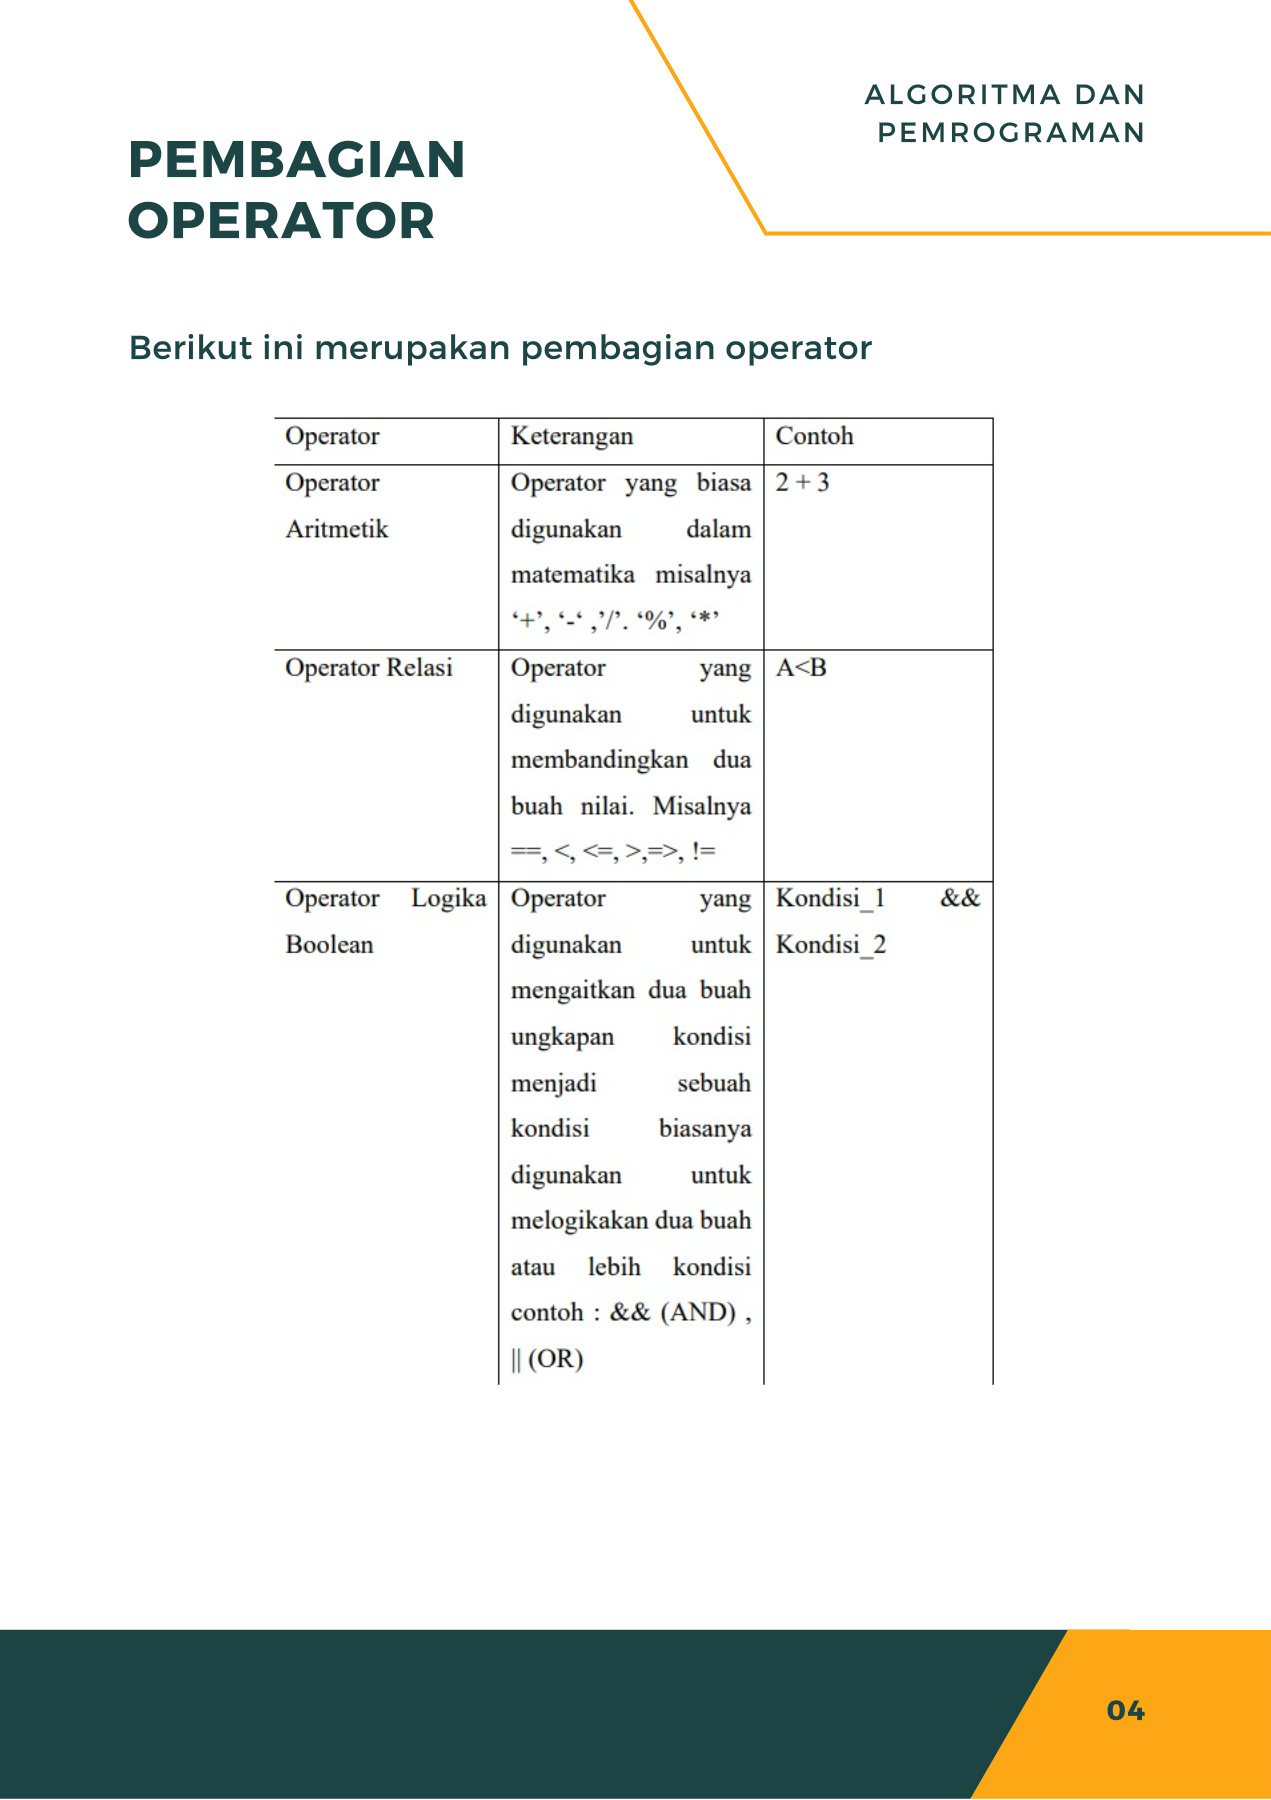 ALGORITMA DAN
PEMROGRAMAN
PEMBAGIAN
OPERATOR
Berikut ini merupakan pembagian operator
Operator
Keterangan
Contoh
Operator
Aritmetik
Operator yang biasa
digunakan dalam
matematika misalnya
‘+’, ‘-‘ ,’/’. ‘%’, ‘*’
2 + 3
Operator Relasi
Operator yang
digunakan untuk
membandingkan dua
buah nilai. Misalnya
==, <, <=, >,=>, !=
A<B
Operator Logika
Boolean
Operator yang
digunakan untuk
mengaitkan dua buah
ungkapan kondisi
menjadi sebuah
kondisi biasanya
digunakan untuk
melogikakan dua buah
atau lebih kondisi
contoh : && (AND) ,
|| (OR)
Kondisi_1 &&
Kondisi_2
04